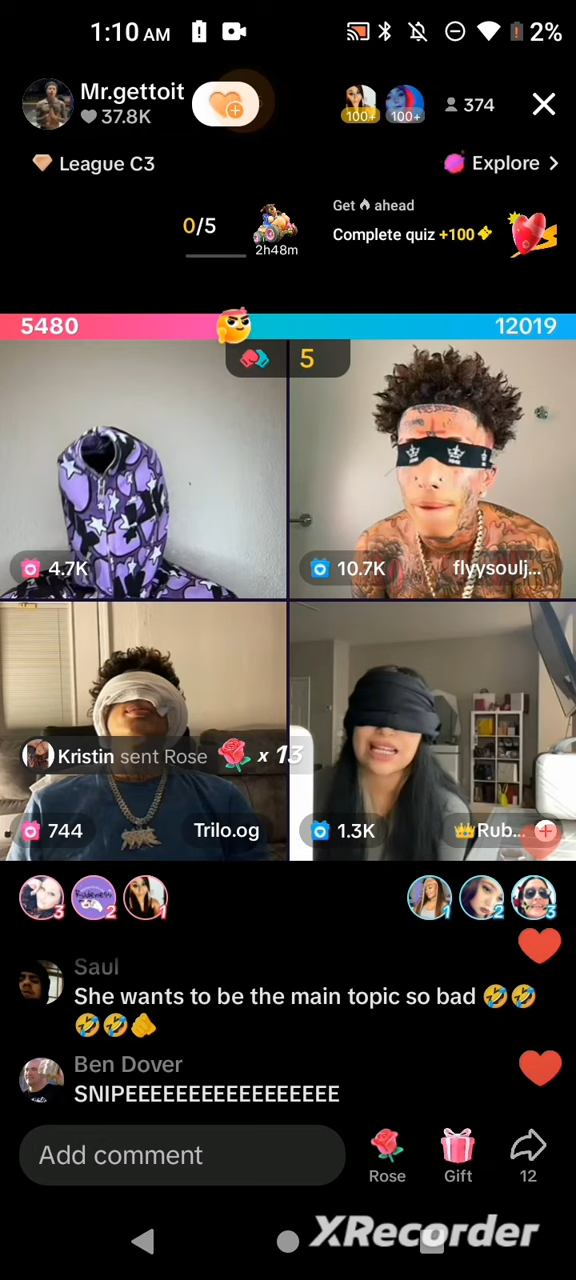 1:10 AM
2%
Mr.gettoit
37.8K
100+
100+
374
League C3
Explore
0/5
2h48m
Get ahead
Complete quiz +100
5480
12019
5
4.7K
10.7K
flyysoulj...
Kristin sent Rose x 13
744
Trilo.og
1.3K
Rub...
3
2
1
1
2
3
Saul
She wants to be the main topic so bad 🤣🤣
🤣🤣🫵
Ben Dover
SNIPEEEEEEEEEEEEEEEEE
Add comment
Rose
Gift
12
XRecorder